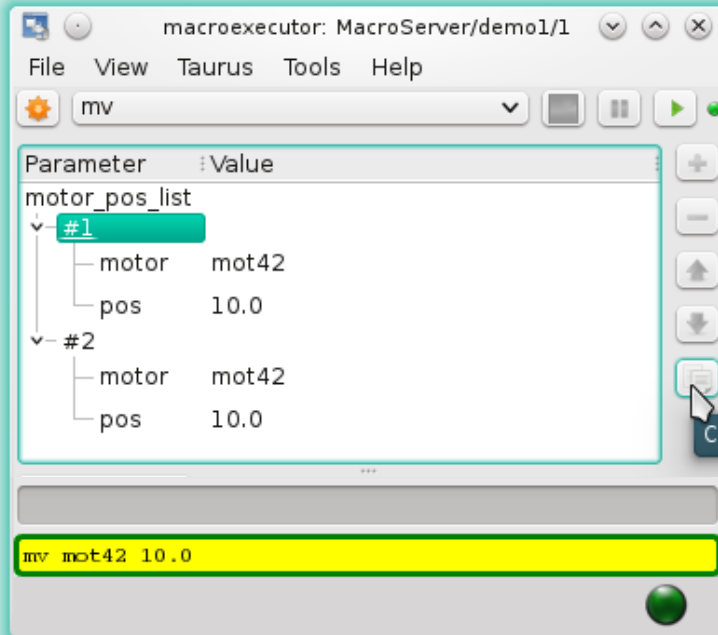 macroexecutor: MacroServer/demo1/1
File View Taurus Tools Help
mv
Parameter Value
motor_pos_list
#1
motor mot42
pos 10.0
#2
motor mot42
pos 10.0
C
mv mot42 10.0